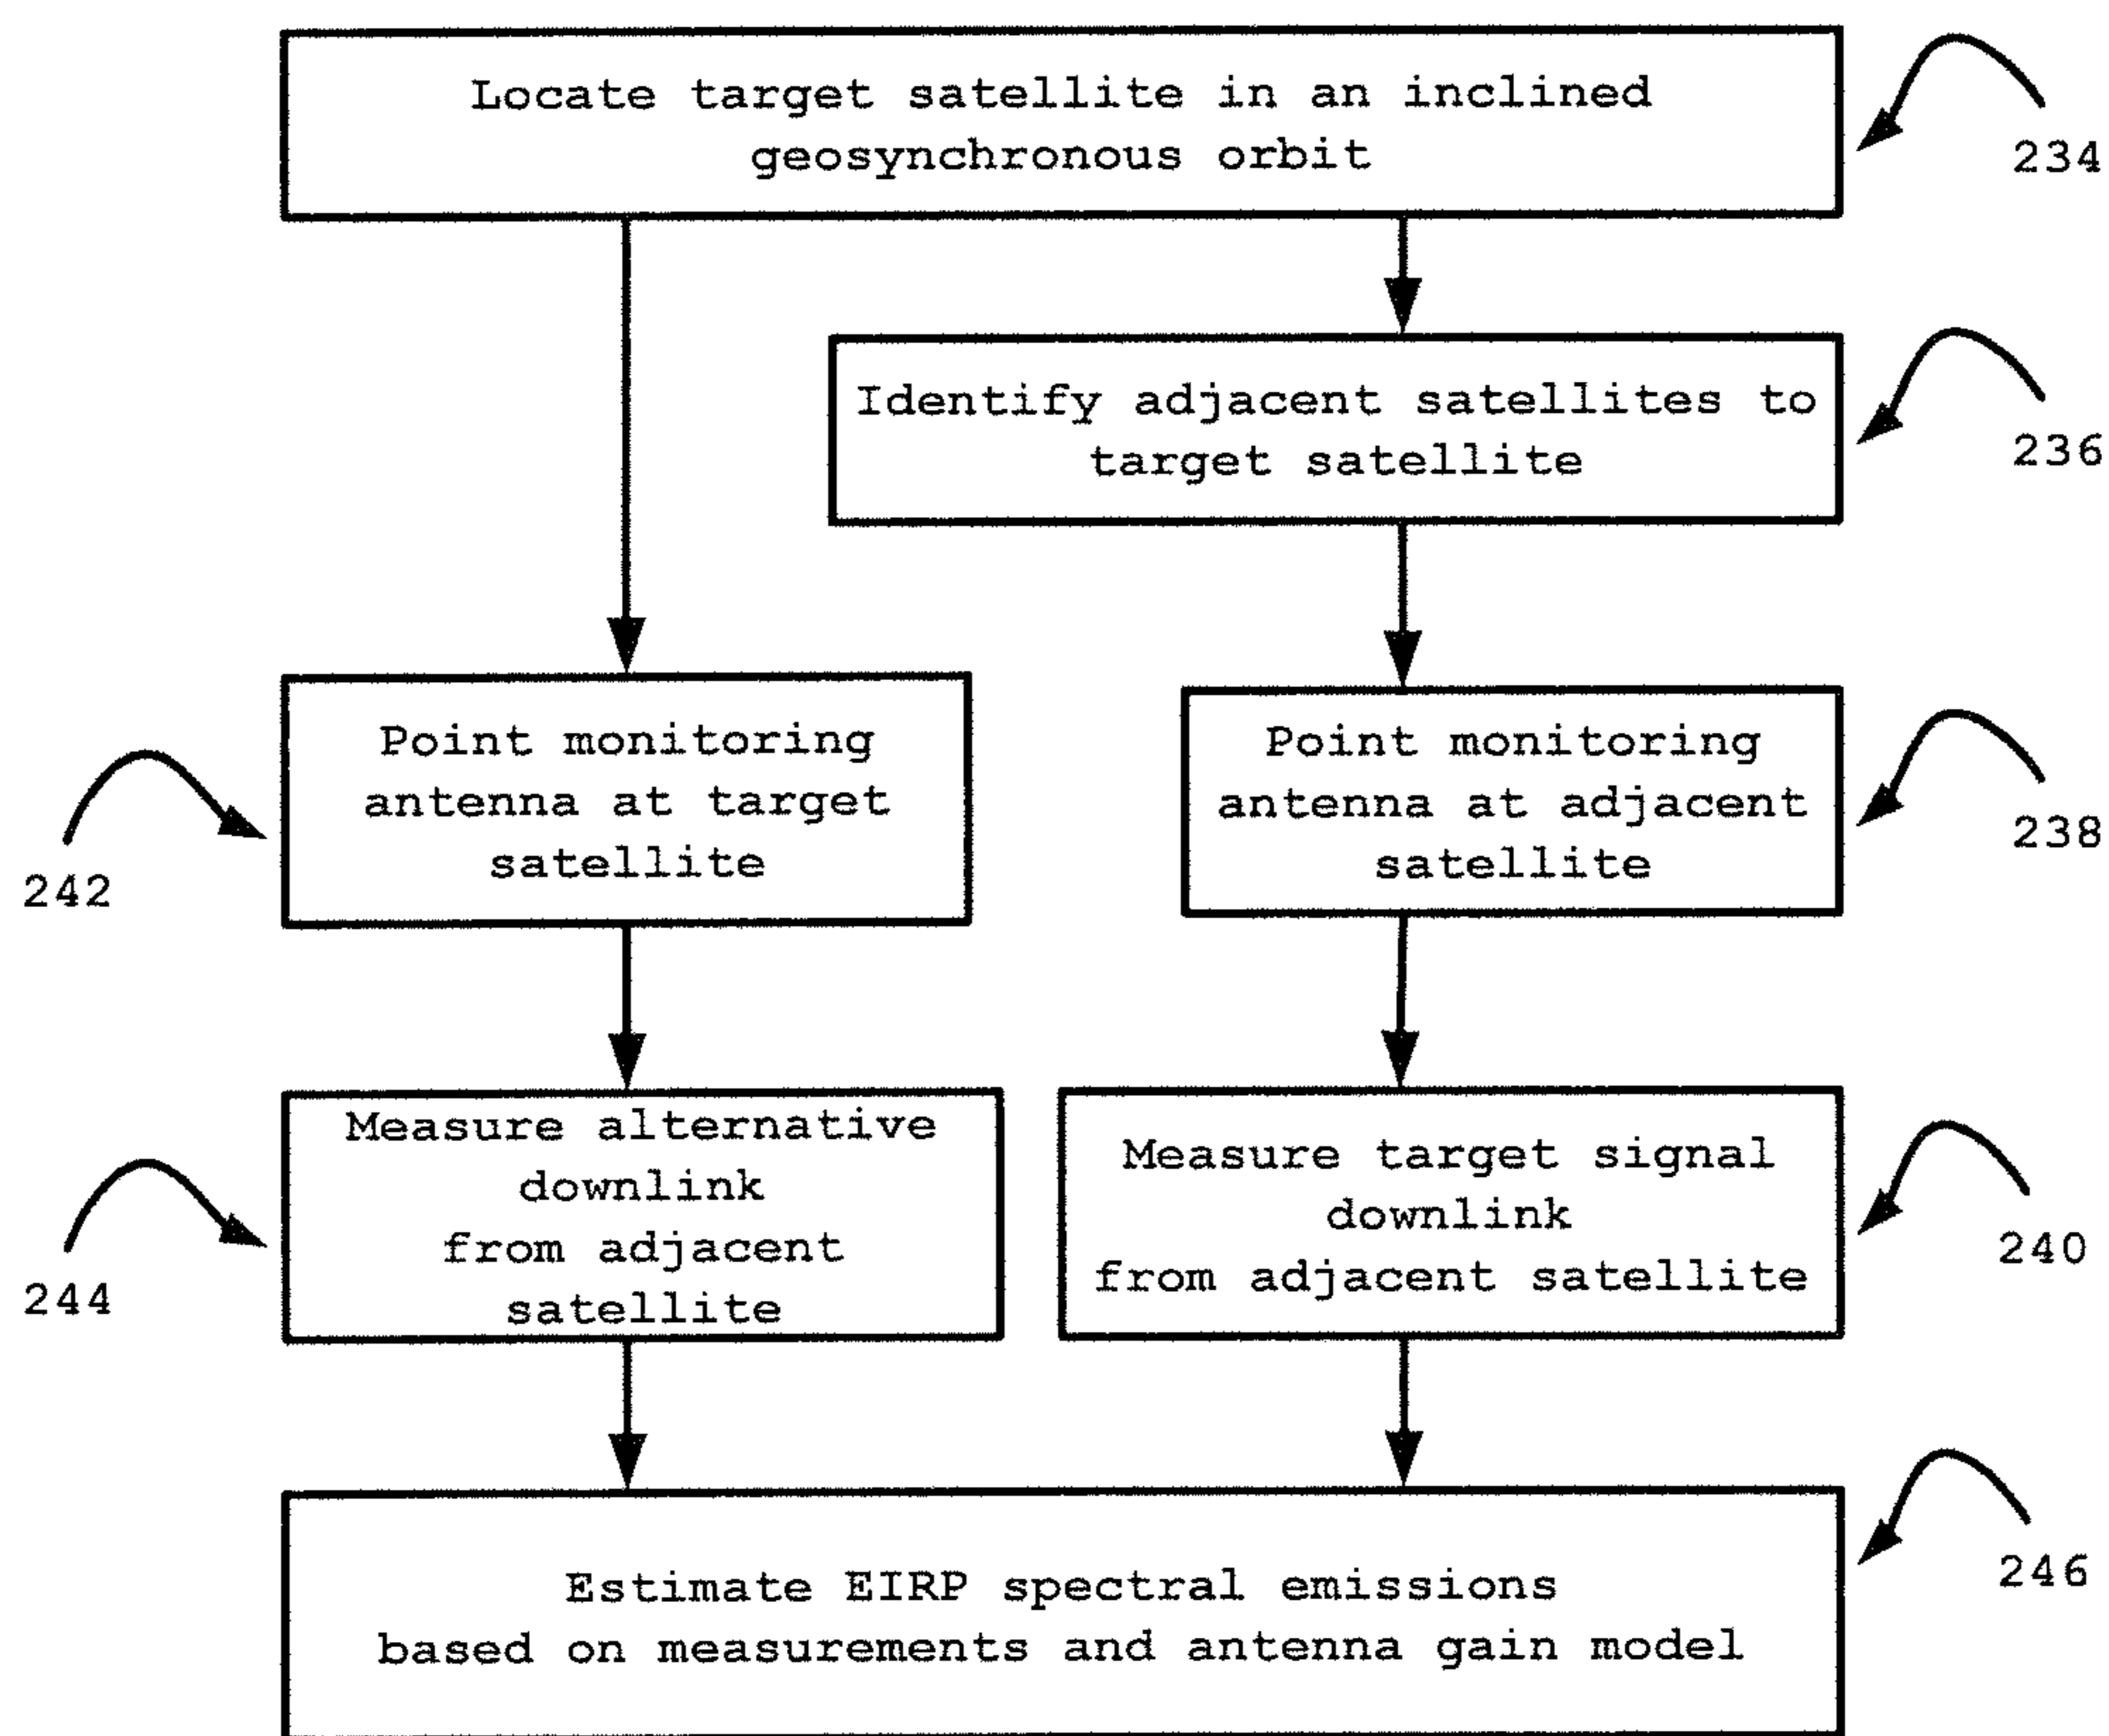 Locate target satellite in an inclined
geosynchronous orbit
234
Identify adjacent satellites to
target satellite
236
Point monitoring
antenna at target
satellite
242
Point monitoring
antenna at adjacent
satellite
238
Measure alternative
downlink
from adjacent
satellite
244
Measure target signal
downlink
from adjacent satellite
240
Estimate EIRP spectral emissions
based on measurements and antenna gain model
246